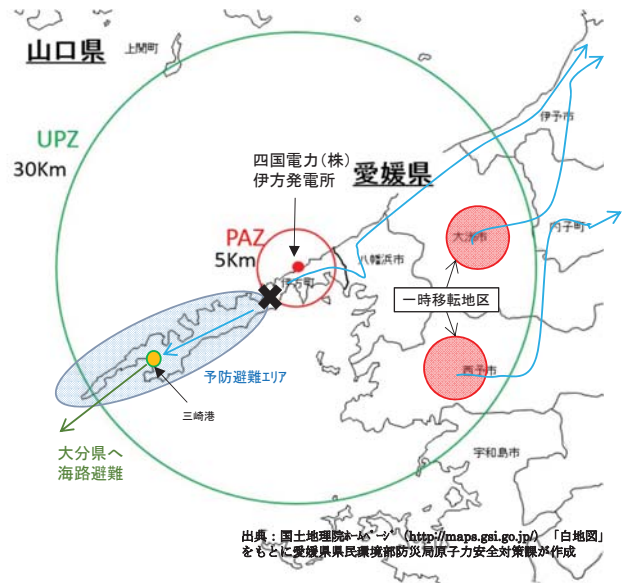 山口県
上関町
UPZ
30Km
伊予市
四国電力(株)
伊方発電所
愛媛県
PAZ
5Km
大洲市
内子町
八幡浜市
伊方町
一時移転地区
予防避難エリア
西予市
三崎港
大分県へ
海路避難
宇和島市
出典:国土地理院ホームページ (http://maps.gsi.go.jp/) 「白地図」
をもとに愛媛県県民環境部防災局原子力安全対策課が作成